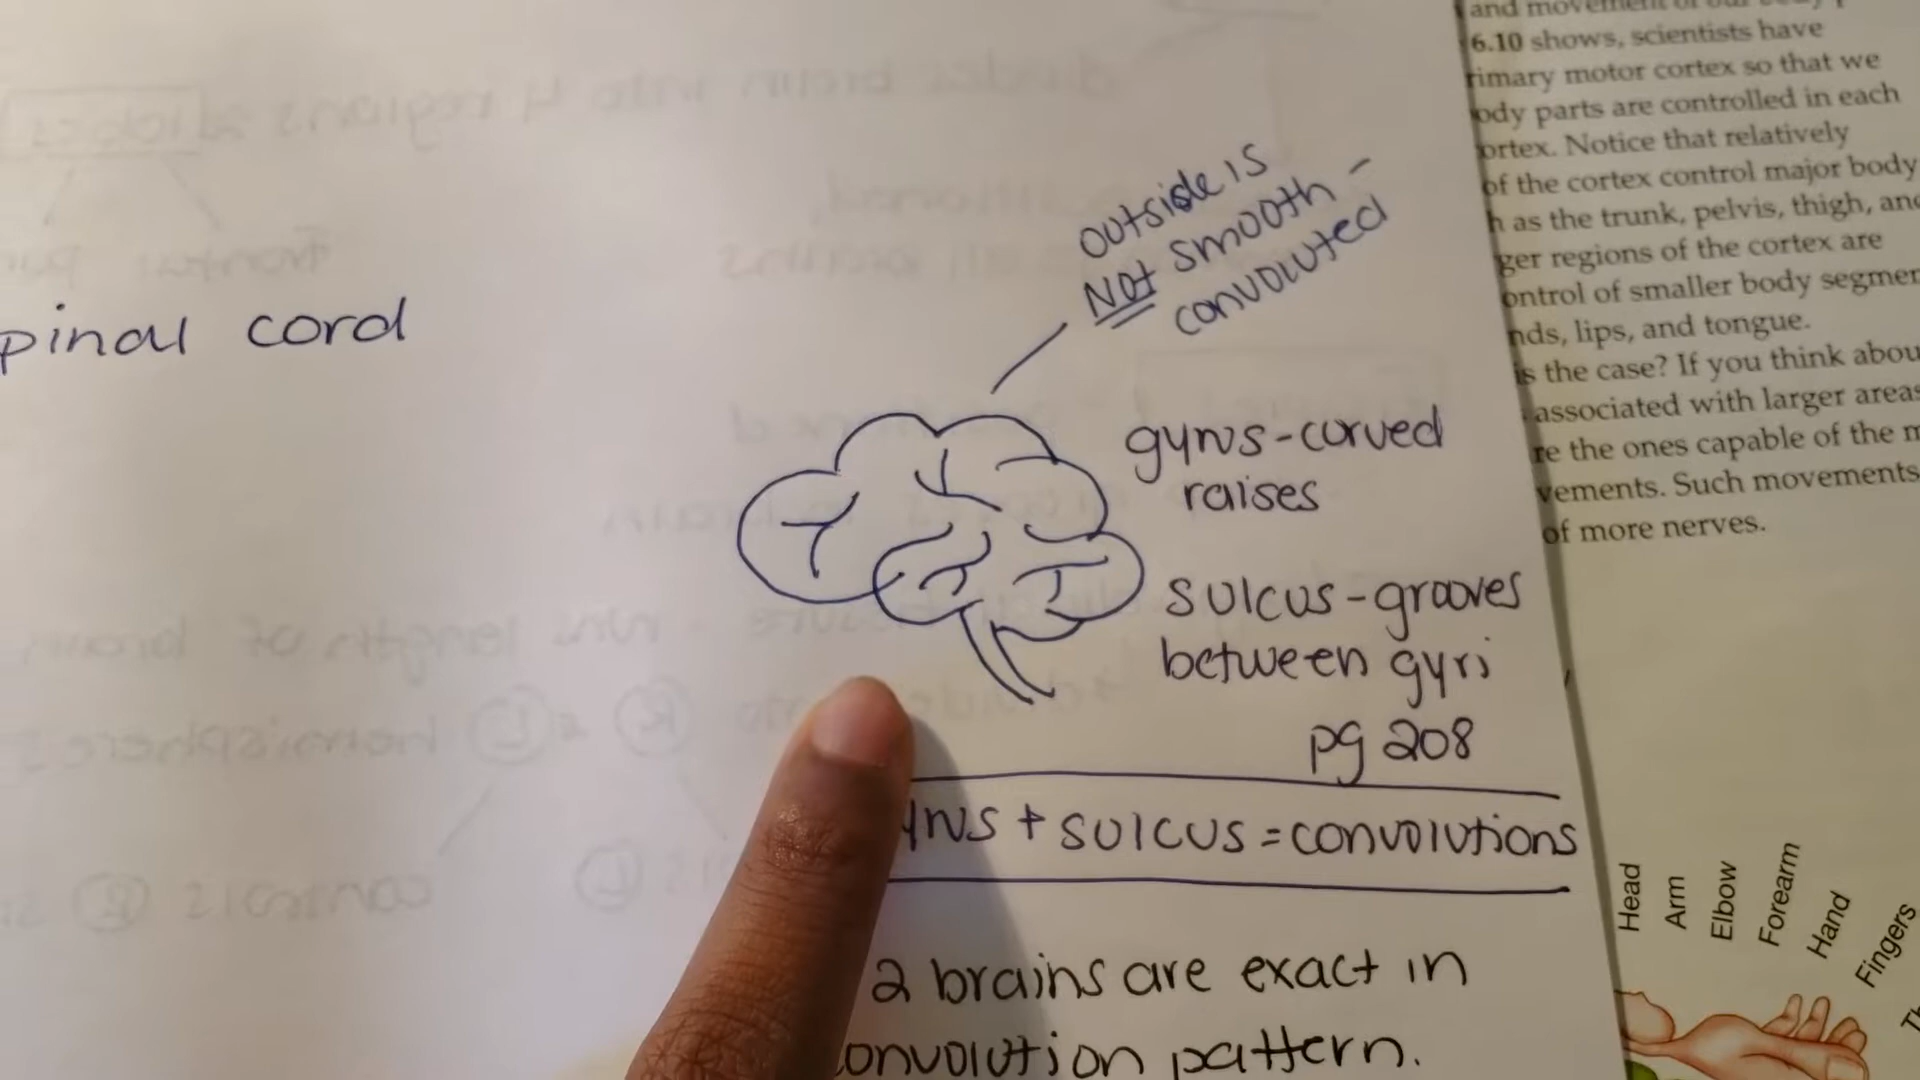 pinal cord
outside is
NOT smooth -
convoluted
gyrus-curved
raises
sulcus-grooves
between gyri
pg 208
yrus + sulcus = convolutions
2 brains are exact in
convolution pattern.
and movement of our body p
6.10 shows, scientists have
rimary motor cortex so that we
ody parts are controlled in each
ortex. Notice that relatively
of the cortex control major body
h as the trunk, pelvis, thigh, and
ger regions of the cortex are
ontrol of smaller body segmen
nds, lips, and tongue.
is the case? If you think abou
associated with larger areas
re the ones capable of the m
vements. Such movements
of more nerves.
Head
Arm
Elbow
Forearm
Hand
Fingers
Th